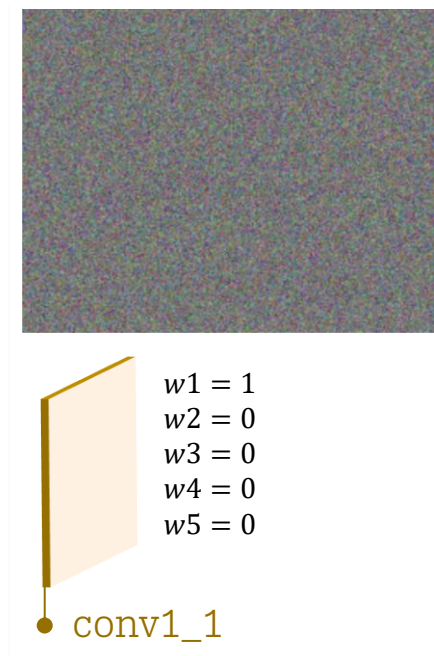 w1 = 1
w2 = 0
w3 = 0
w4 = 0
w5 = 0
conv1_1